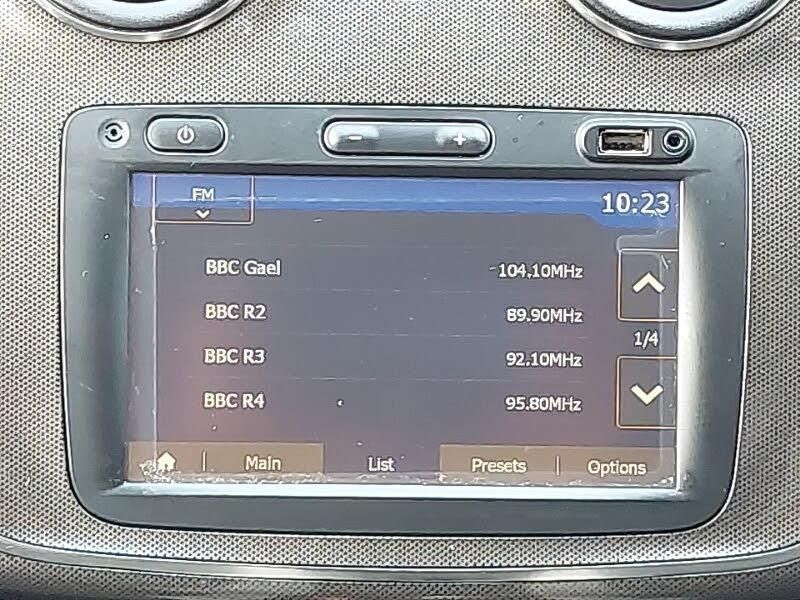 FM
10:23
BBC Gael 104.10MHz
BBC R2 89.90MHz
BBC R3 92.10MHz
1/4
BBC R4 95.80MHz
Main List Presets Options